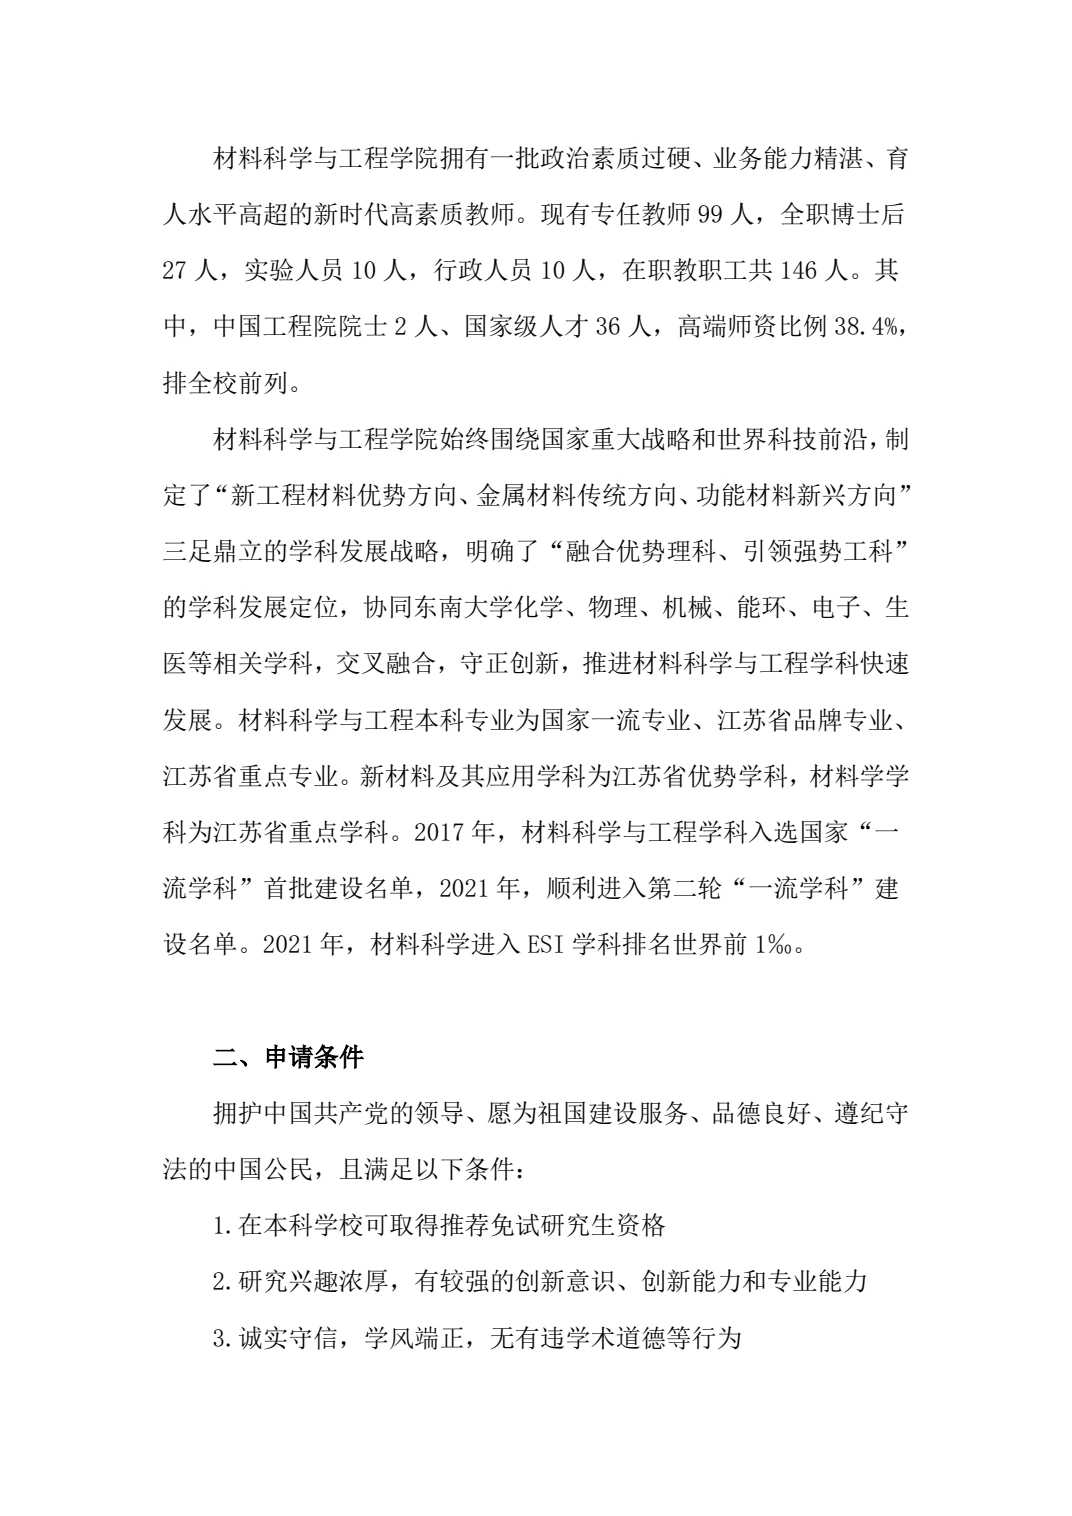 材料科学与工程学院拥有一批政治素质过硬、业务能力精湛、育
人水平高超的新时代高素质教师。现有专任教师 99 人，全职博士后
27 人，实验人员 10 人，行政人员 10 人，在职教职工共 146 人。其
中，中国工程院院士 2 人、国家级人才 36 人，高端师资比例 38.4%，
排全校前列。
材料科学与工程学院始终围绕国家重大战略和世界科技前沿，制
定了“新工程材料优势方向、金属材料传统方向、功能材料新兴方向”
三足鼎立的学科发展战略，明确了“融合优势理科、引领强势工科”
的学科发展定位，协同东南大学化学、物理、机械、能环、电子、生
医等相关学科，交叉融合，守正创新，推进材料科学与工程学科快速
发展。材料科学与工程本科专业为国家一流专业、江苏省品牌专业、
江苏省重点专业。新材料及其应用学科为江苏省优势学科，材料学学
科为江苏省重点学科。2017 年，材料科学与工程学科入选国家“一
流学科”首批建设名单，2021 年，顺利进入第二轮“一流学科”建
设名单。2021 年，材料科学进入 ESI 学科排名世界前 1‰。
二、申请条件
拥护中国共产党的领导、愿为祖国建设服务、品德良好、遵纪守
法的中国公民，且满足以下条件：
1.在本科学校可取得推荐免试研究生资格
2.研究兴趣浓厚，有较强的创新意识、创新能力和专业能力
3.诚实守信，学风端正，无有违学术道德等行为